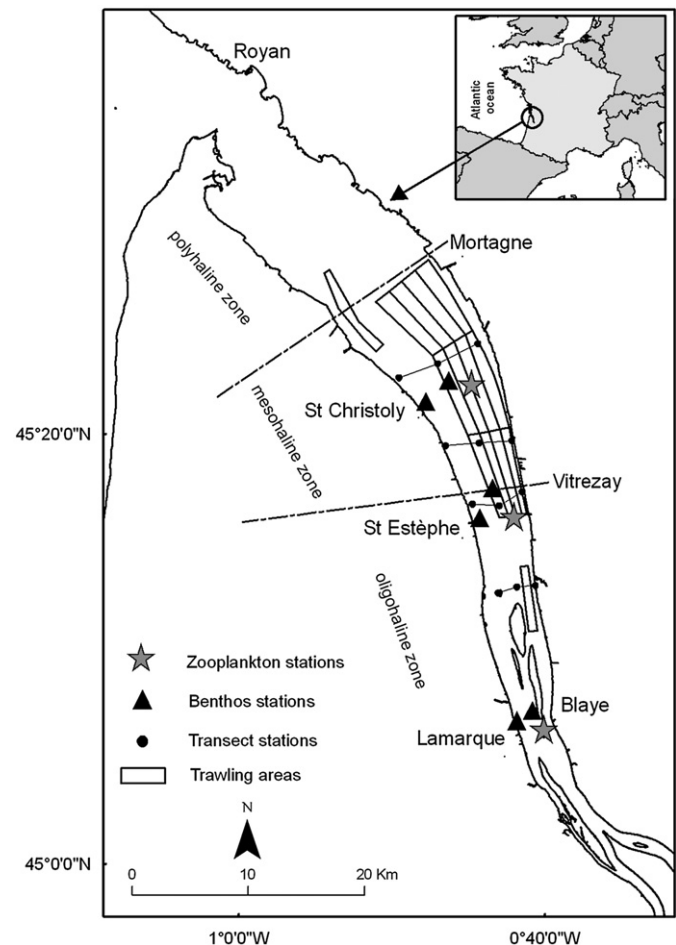 Royan
Atlantic
ocean
Mortagne
polyhaline zone
mesohaline zone
St Christoly
45°20'0"N
Vitrezay
St Estèphe
oligohaline zone
Zooplankton stations
Benthos stations
Blaye
Transect stations
Lamarque
Trawling areas
N
45°0'0"N
0 10 20 Km
1°0'0"W 0°40'0"W